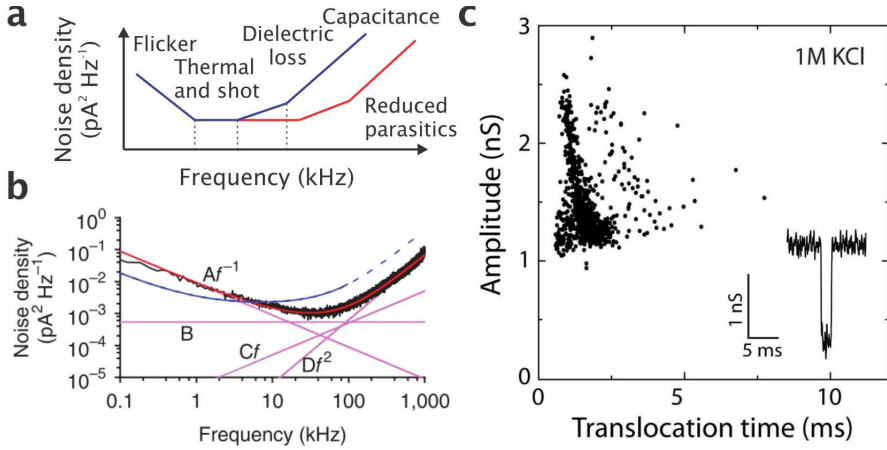 a
Noise density
(pA² Hz⁻¹)
Flicker
Thermal
and shot
Dielectric
loss
Capacitance
Reduced
parasitics
Frequency (kHz)
b
Noise density
(pA² Hz⁻¹)
10⁰
10⁻¹
10⁻²
10⁻³
10⁻⁴
10⁻⁵
Af⁻¹
B
Cf
Df²
0.1 1 10 100 1,000
Frequency (kHz)
c
Amplitude (nS)
3
2
1
0
1M KCl
1 nS
5 ms
0 5 10
Translocation time (ms)